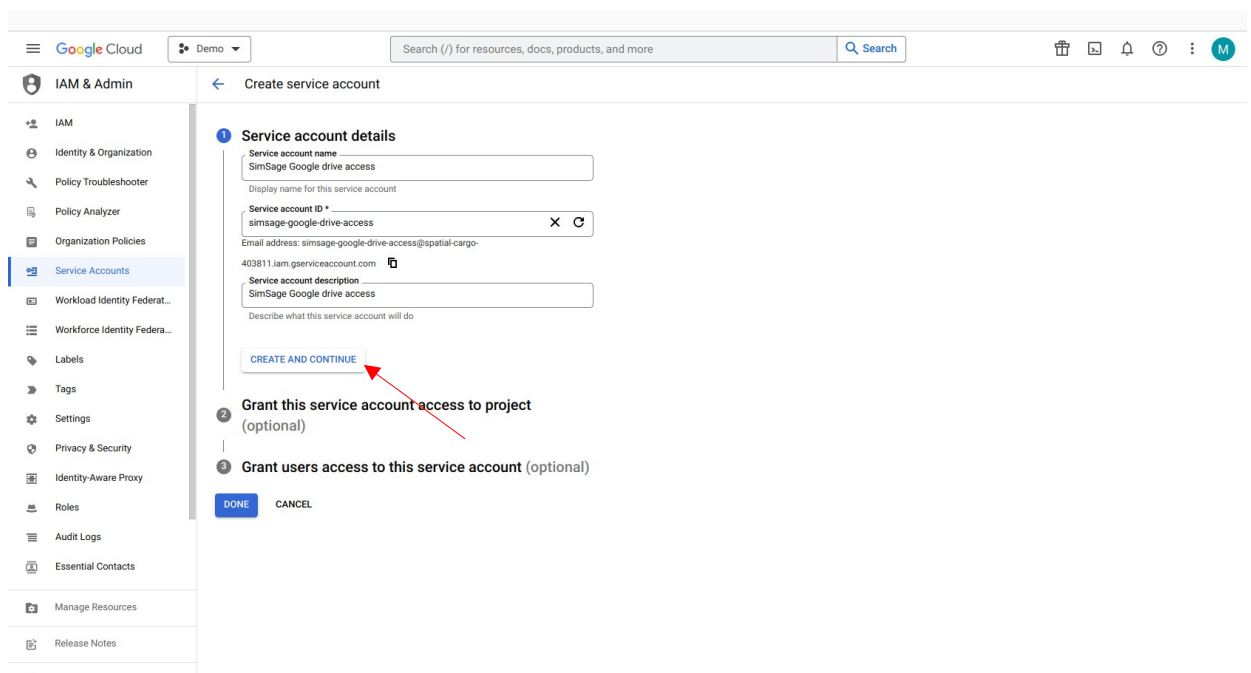 Google Cloud
Demo
Search (/) for resources, docs, products, and more
Search
M
IAM & Admin
Create service account
IAM
Identity & Organization
Policy Troubleshooter
Policy Analyzer
Organization Policies
Service Accounts
Workload Identity Federat...
Workforce Identity Federa...
Labels
Tags
Settings
Privacy & Security
Identity-Aware Proxy
Roles
Audit Logs
Essential Contacts
Manage Resources
Release Notes
1 Service account details
Service account name
SimSage Google drive access
Display name for this service account
Service account ID *
simsage-google-drive-access
Email address: simsage-google-drive-access@spatial-cargo-
403811.iam.gserviceaccount.com
Service account description
SimSage Google drive access
Describe what this service account will do
CREATE AND CONTINUE
2 Grant this service account access to project
(optional)
3 Grant users access to this service account (optional)
DONE
CANCEL